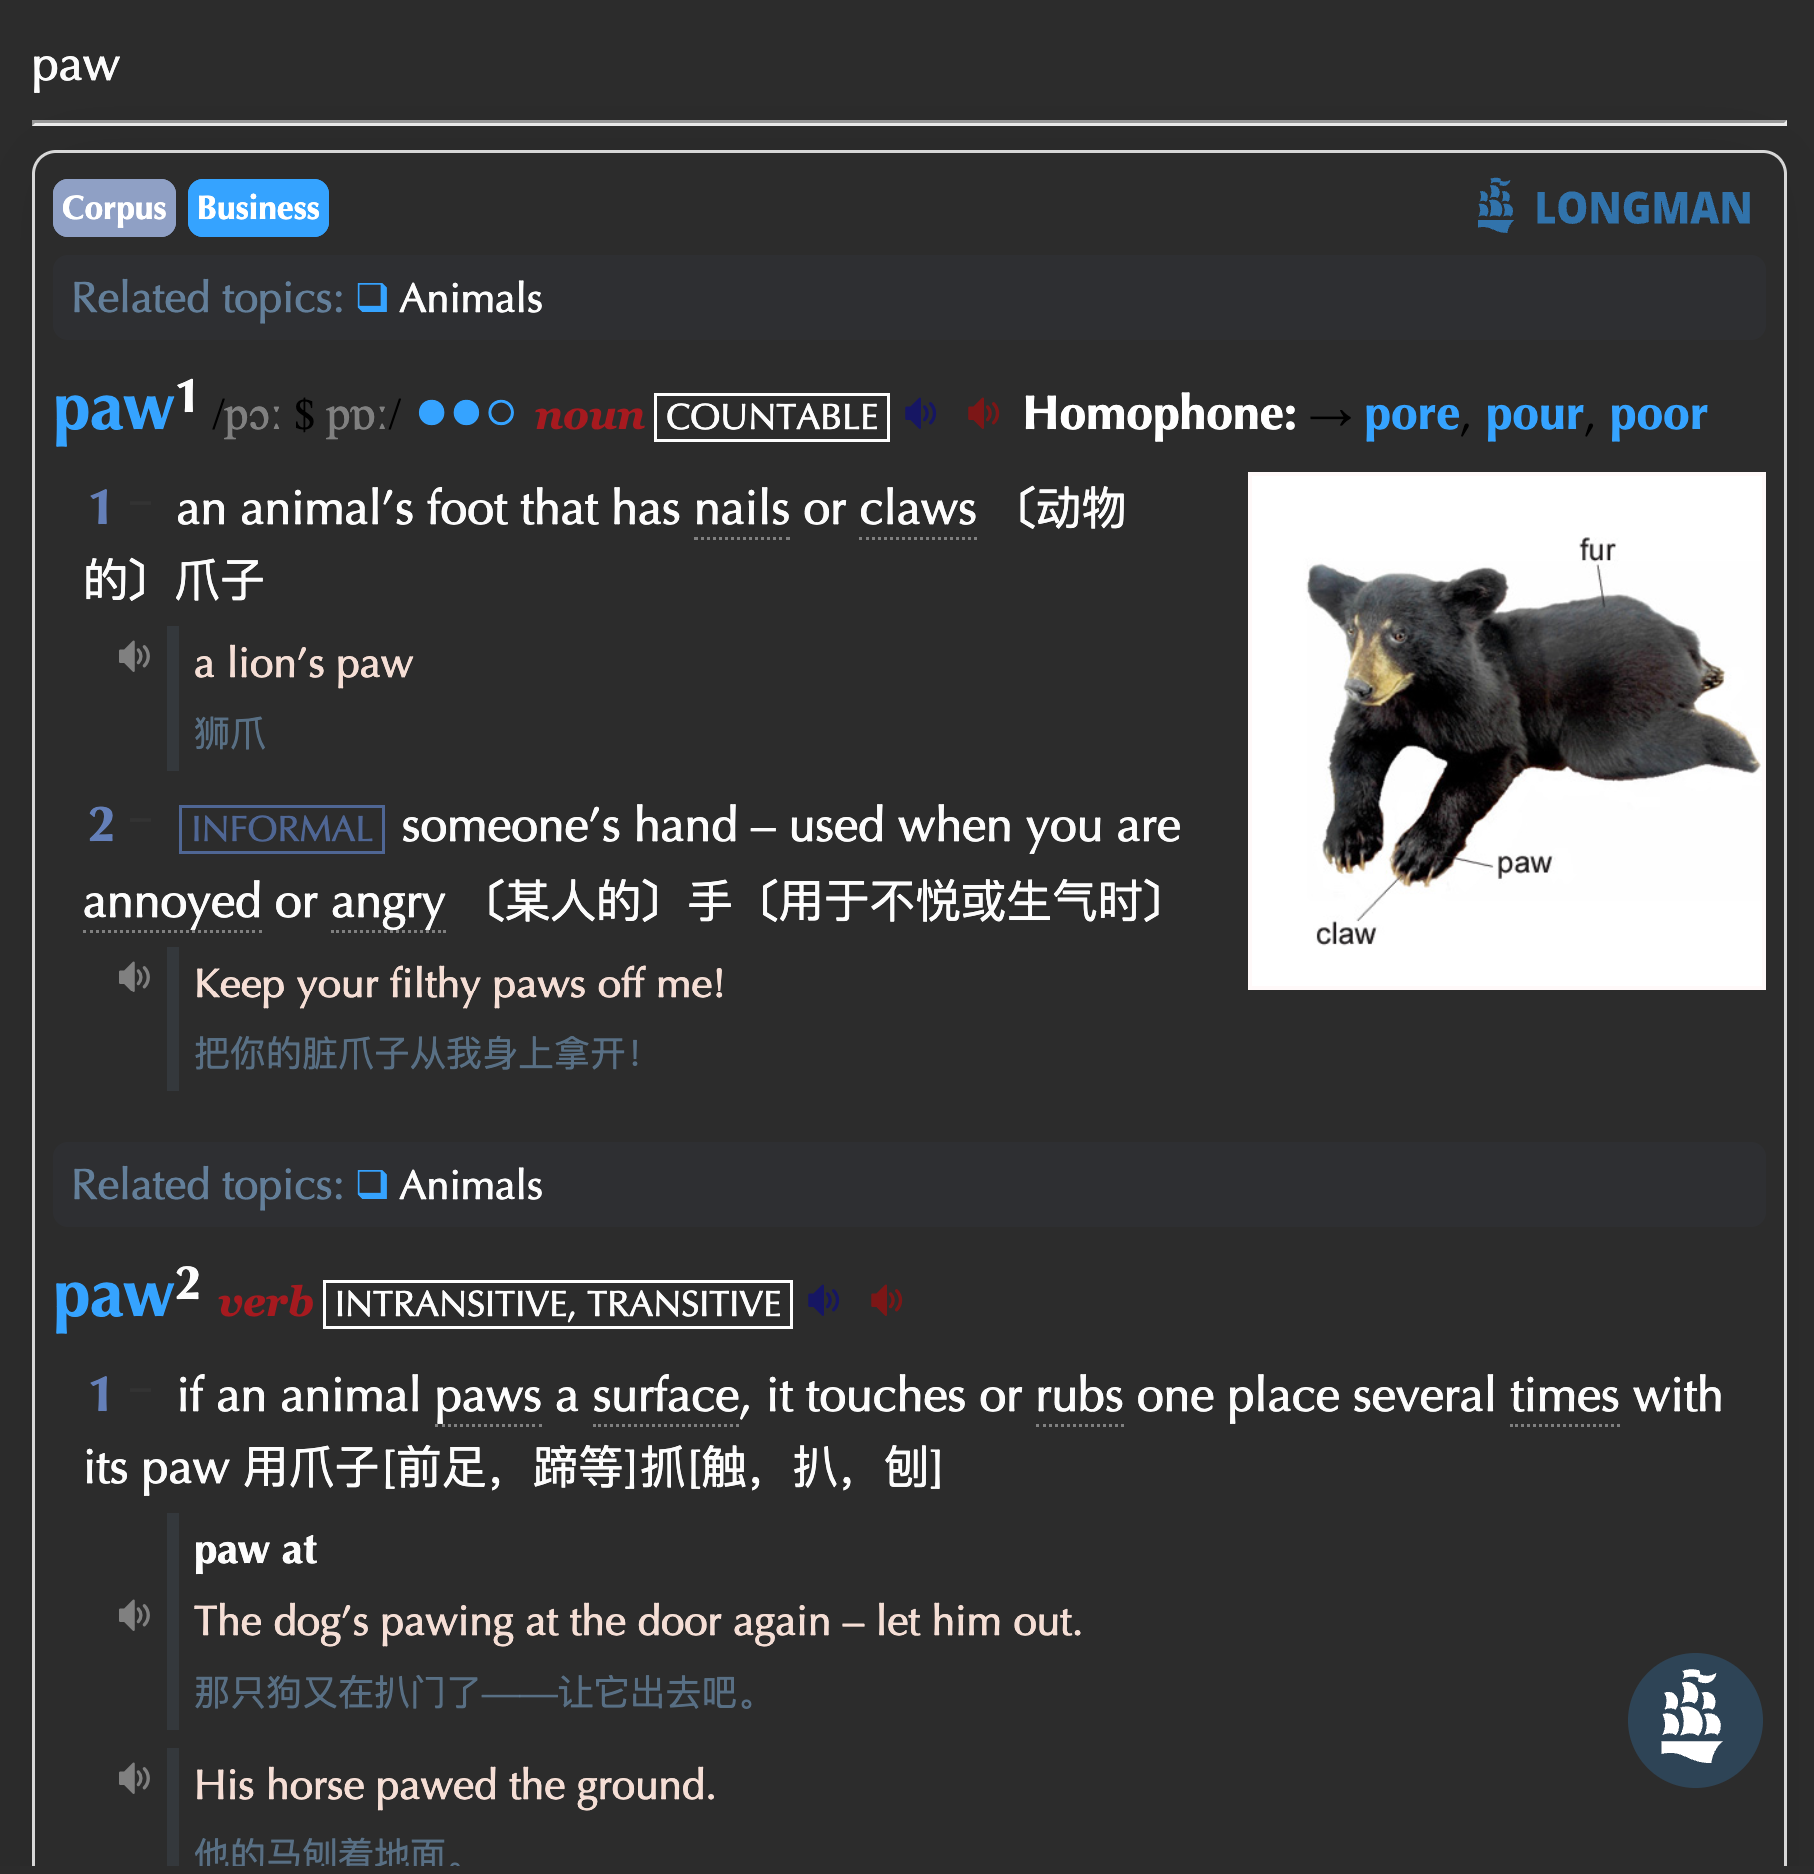 paw
Corpus Business LONGMAN
Related topics: Animals
paw1 /pɔː $ pɒː/ ●●○ noun COUNTABLE Homophone: → pore, pour, poor
1 – an animal’s foot that has nails or claws 〔动物
的〕爪子
a lion’s paw
狮爪
2 – INFORMAL someone’s hand – used when you are
annoyed or angry 〔某人的〕手〔用于不悦或生气时〕
Keep your filthy paws off me!
把你的脏爪子从我身上拿开！
fur
paw
claw
Related topics: Animals
paw2 verb INTRANSITIVE, TRANSITIVE
1 – if an animal paws a surface, it touches or rubs one place several times with
its paw 用爪子[前足，蹄等]抓[触，扒，刨]
paw at
The dog’s pawing at the door again – let him out.
那只狗又在扒门了——让它出去吧。
His horse pawed the ground.
他的马刨着地面。